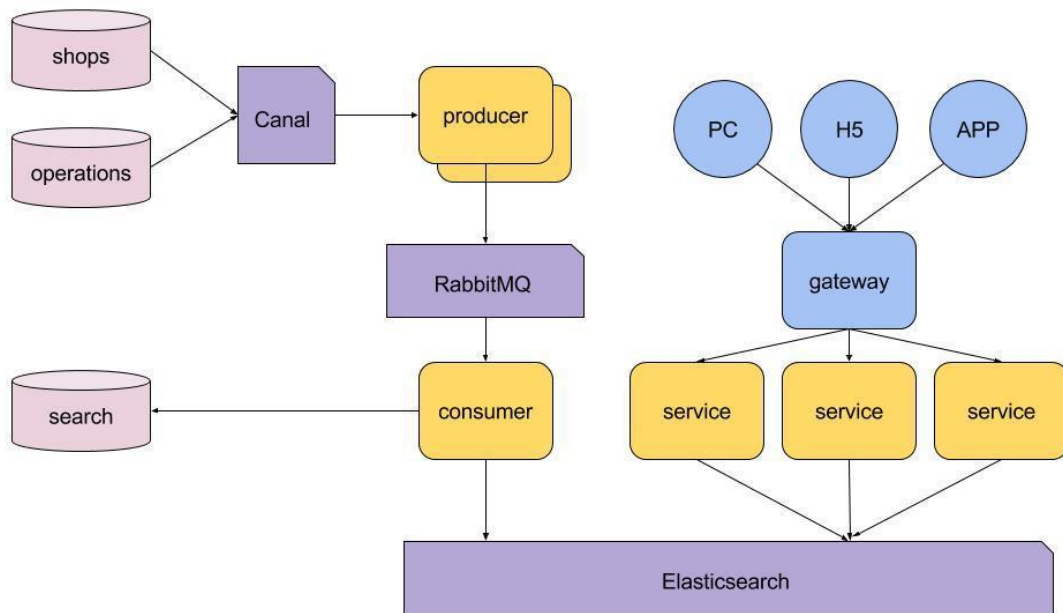 shops
operations
Canal
producer
RabbitMQ
consumer
search
PC
H5
APP
gateway
service
service
service
Elasticsearch